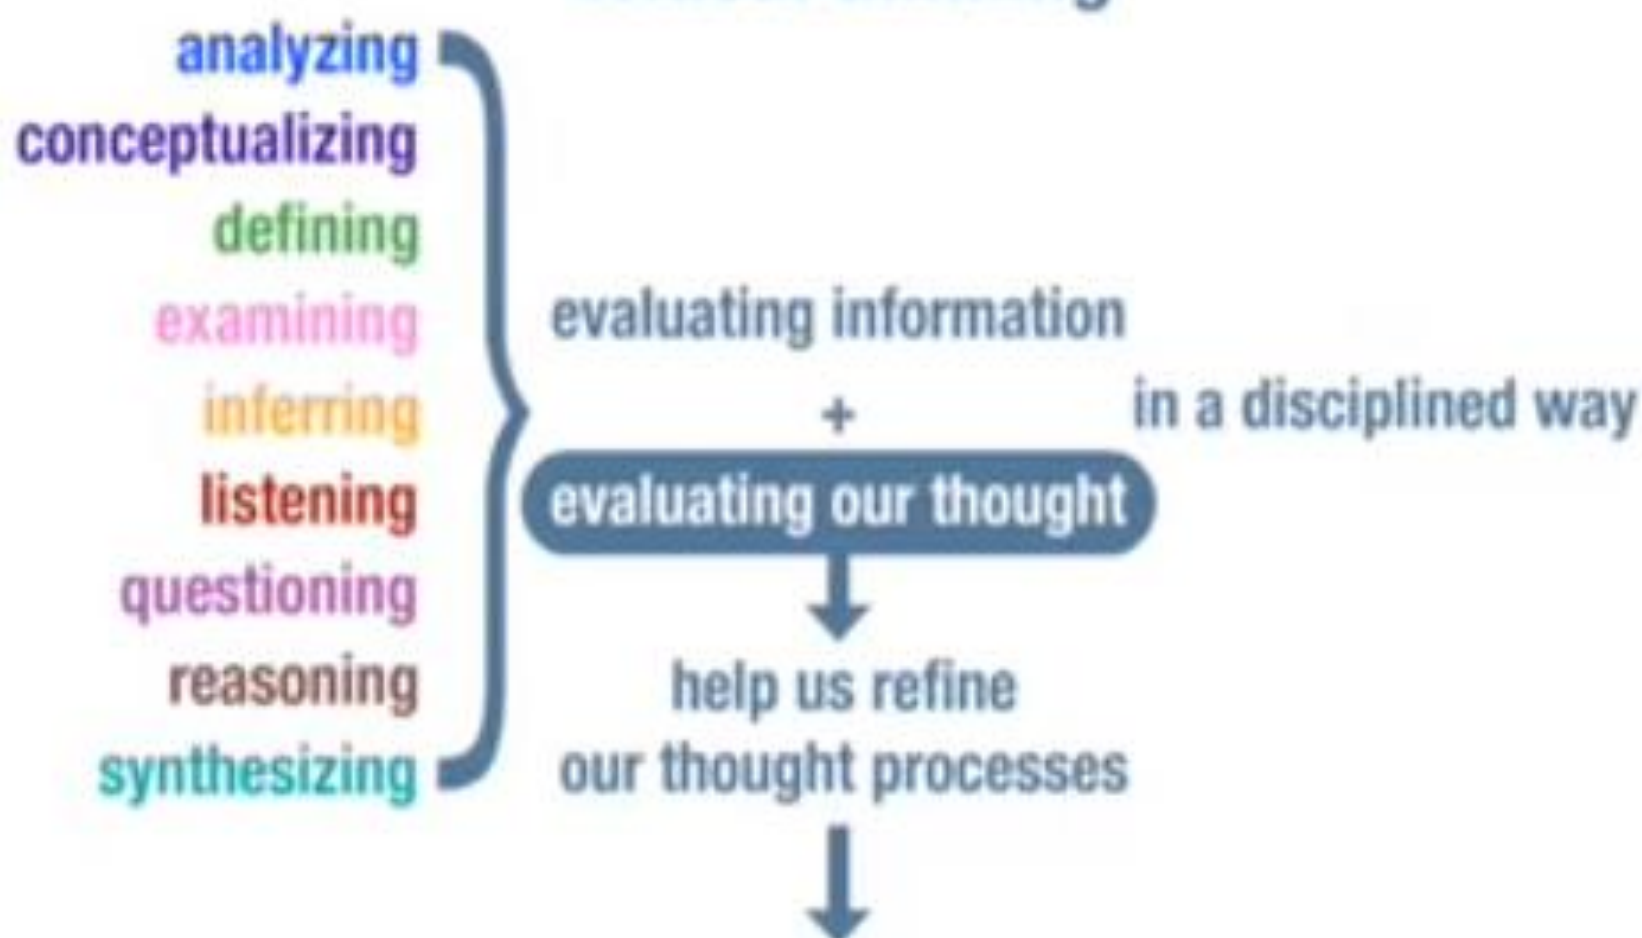 analyzing
conceptualizing
defining
examining
inferring
listening
questioning
reasoning
synthesizing
evaluating information
+
evaluating our thought
in a disciplined way
help us refine
our thought processes